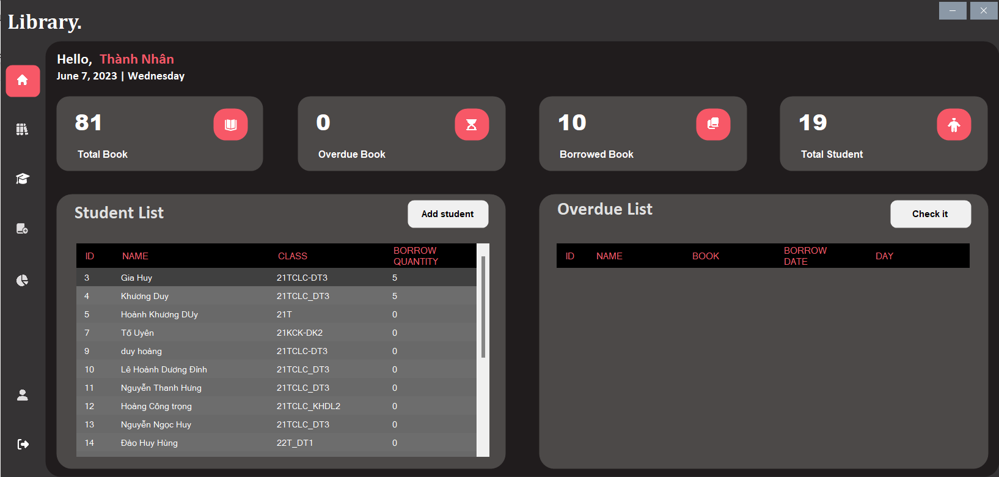 Library.
Hello, Thành Nhân
June 7, 2023 | Wednesday
81
Total Book
0
Overdue Book
10
Borrowed Book
19
Total Student
Student List
Add student
ID NAME CLASS BORROW QUANTITY
3 Gia Huy 21TCLC-DT3 5
4 Khương Duy 21TCLC_DT3 5
5 Hoành Khương DUy 21T 0
7 Tố Uyên 21KCK-DK2 0
9 duy hoàng 21TCLC-DT3 0
10 Lê Hoành Dương Đỉnh 21TCLC_DT3 0
11 Nguyễn Thanh Hưng 21TCLC_DT3 0
12 Hoàng Công trọng 21TCLC_KHDL2 0
13 Nguyễn Ngọc Huy 21TCLC_DT3 0
14 Đào Huy Hùng 22T_DT1 0
Overdue List
Check it
ID NAME BOOK BORROW DATE DAY